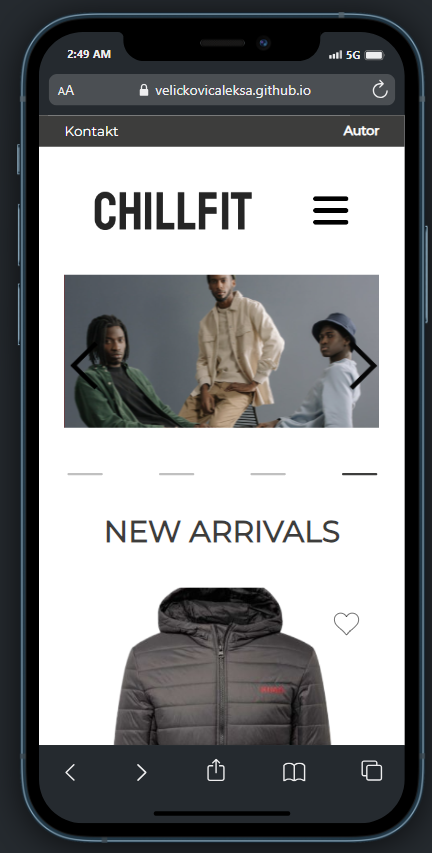 2:49 AM
5G
AA
velickovicaleksa.github.io
Kontakt
Autor
CHILLFIT
NEW ARRIVALS